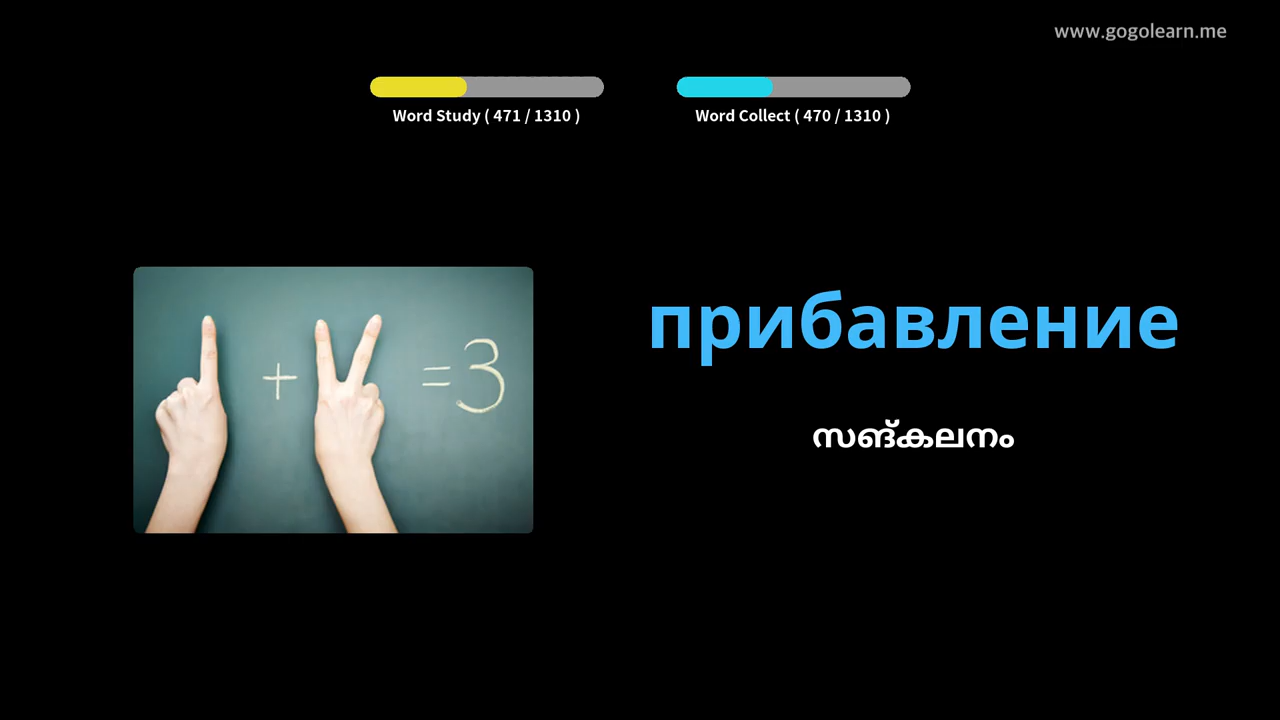 www.gogolearn.me
Word Study ( 471 / 1310 )
Word Collect ( 470 / 1310 )
+ = 3
прибавление
സങ്കലനം